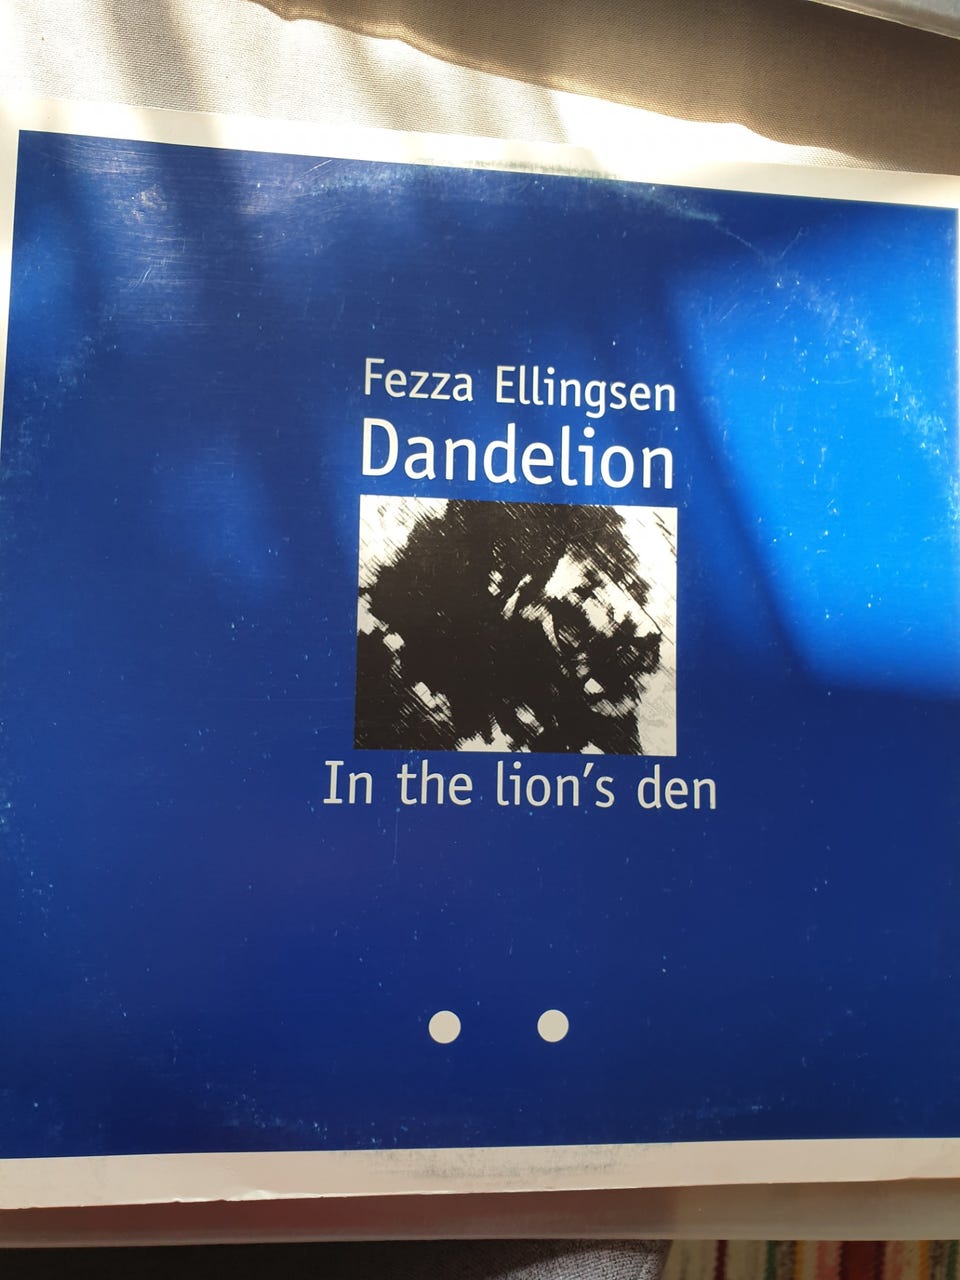 Fezza Ellingsen
Dandelion
In the lion's den